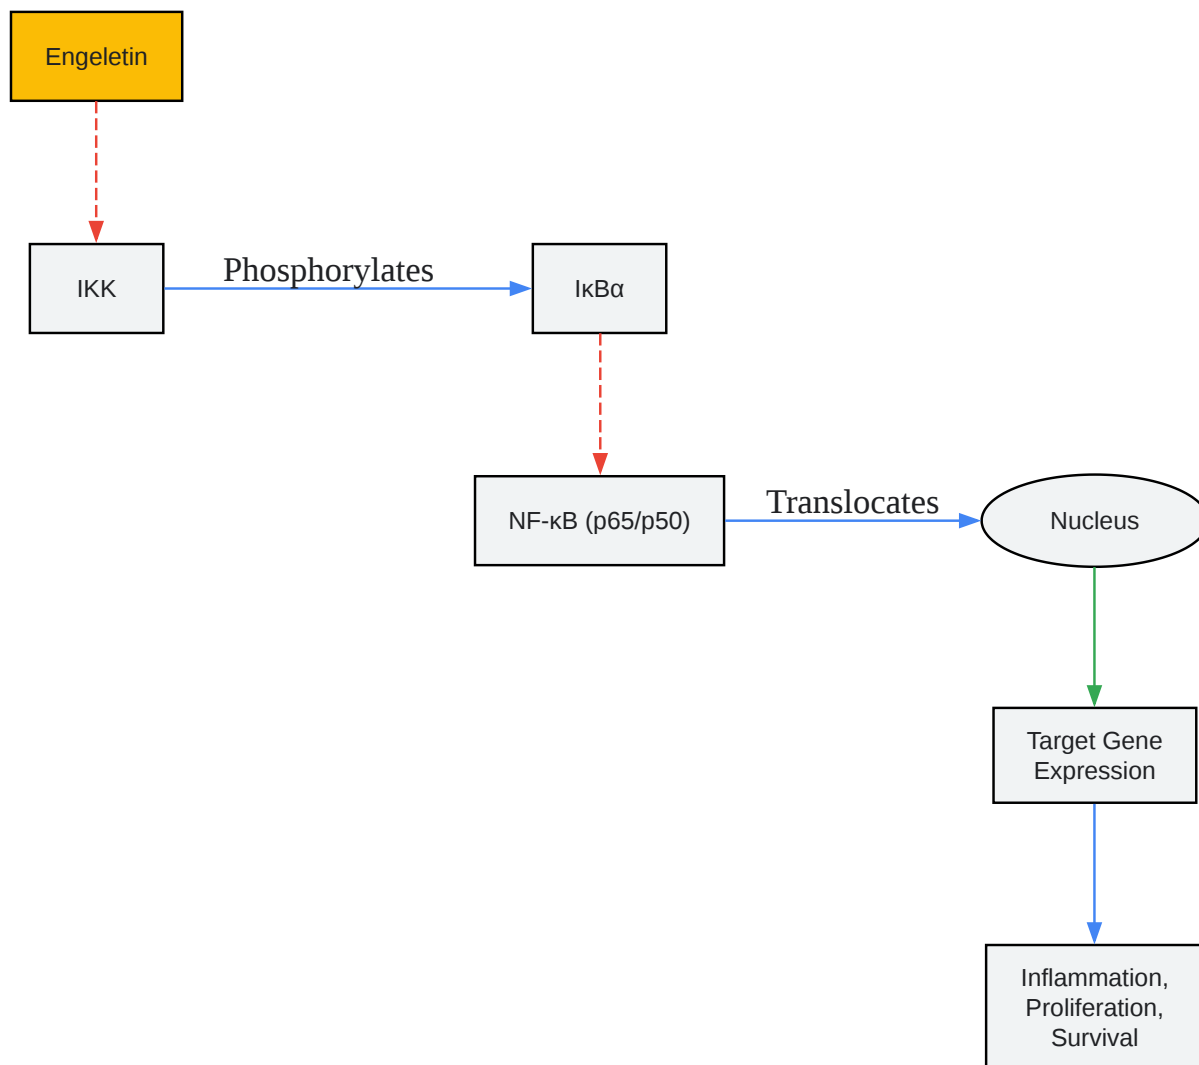 Engeletin
IKK
Phosphorylates
IκBα
NF-κB (p65/p50)
Translocates
Nucleus
Target Gene
Expression
Inflammation,
Proliferation,
Survival